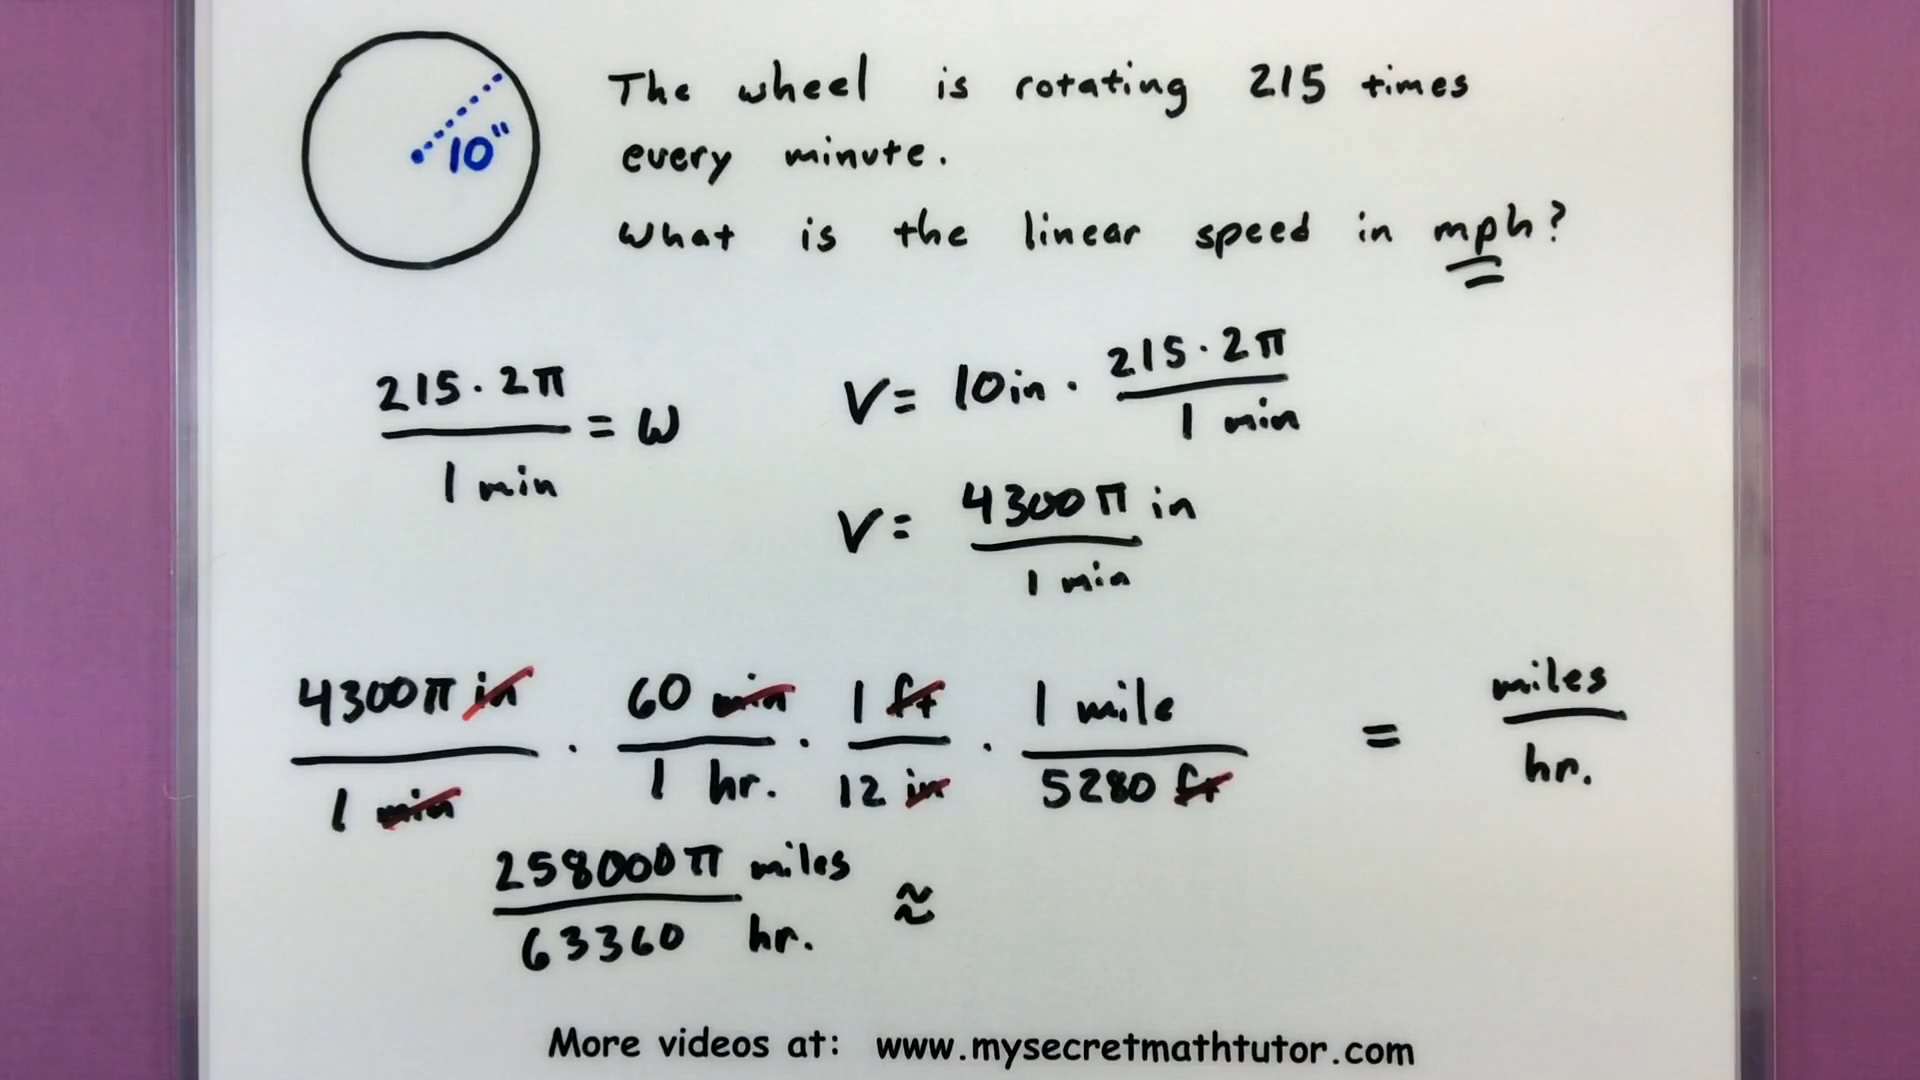 10"
The wheel is rotating 215 times
every minute.
What is the linear speed in mph?
215 · 2π / 1 min = ω
V = 10in · 215 · 2π / 1 min
V = 4300π in / 1 min
4300π in / 1 min · 60 min / 1 hr. · 1 ft / 12 in · 1 mile / 5280 ft = miles / hr.
258000π miles / 63360 hr. ≈
More videos at: www.mysecretmathtutor.com